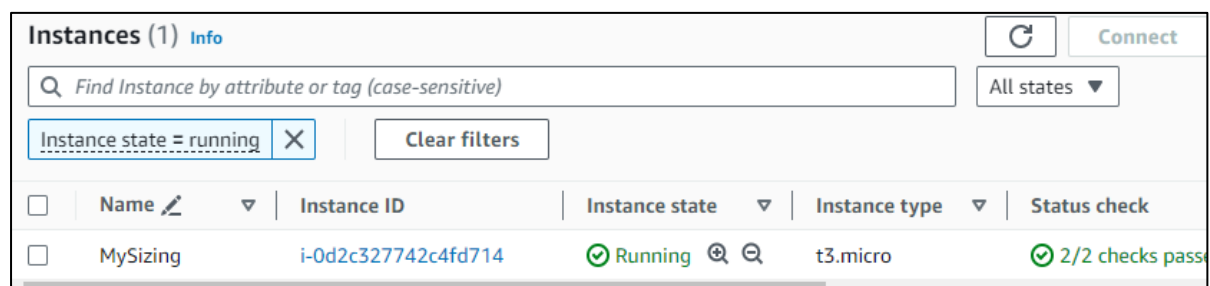 Instances (1) Info
Connect
Find Instance by attribute or tag (case-sensitive)
All states
Instance state = running
Clear filters
Name Instance ID Instance state Instance type Status check
MySizing i-0d2c327742c4fd714 Running t3.micro 2/2 checks passe